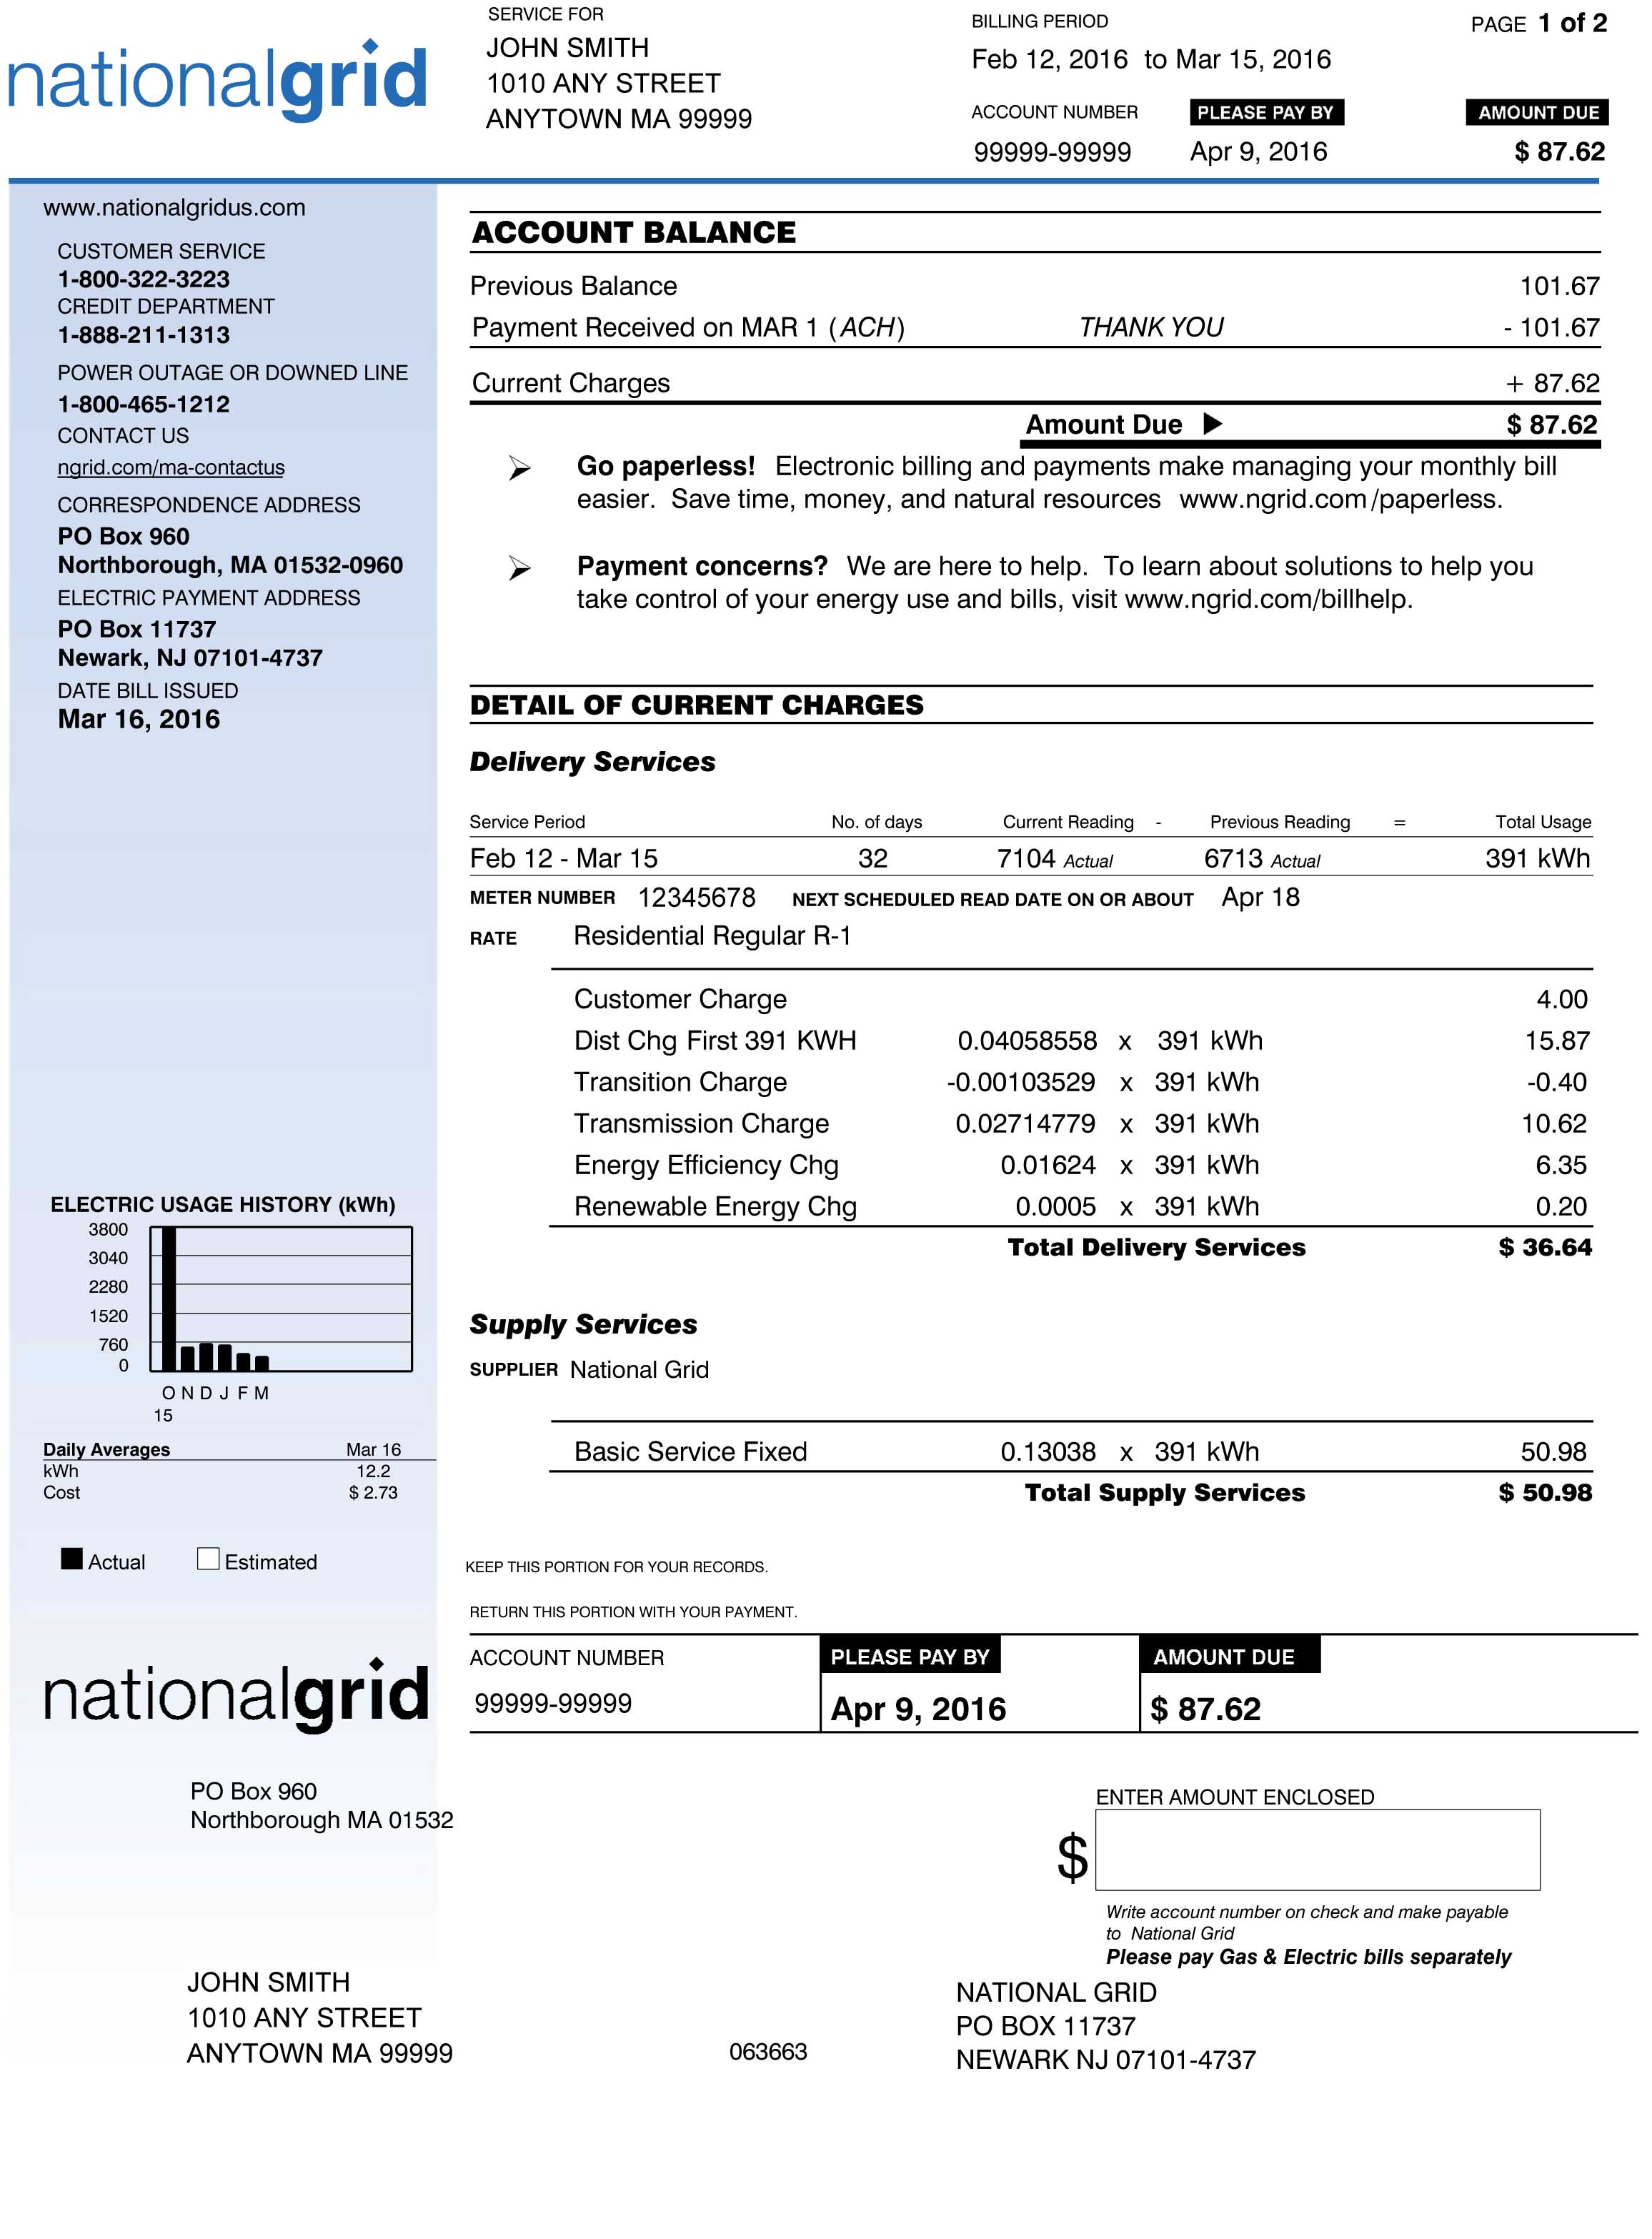 nationalgrid
SERVICE FOR
JOHN SMITH
1010 ANY STREET
ANYTOWN MA 99999
BILLING PERIOD
Feb 12, 2016 to Mar 15, 2016
PAGE 1 of 2
ACCOUNT NUMBER PLEASE PAY BY AMOUNT DUE
99999-99999 Apr 9, 2016 $ 87.62
www.nationalgridus.com
CUSTOMER SERVICE
1-800-322-3223
CREDIT DEPARTMENT
1-888-211-1313
POWER OUTAGE OR DOWNED LINE
1-800-465-1212
CONTACT US
ngrid.com/ma-contactus
CORRESPONDENCE ADDRESS
PO Box 960
Northborough, MA 01532-0960
ELECTRIC PAYMENT ADDRESS
PO Box 11737
Newark, NJ 07101-4737
DATE BILL ISSUED
Mar 16, 2016
ELECTRIC USAGE HISTORY (kWh)
3800
3040
2280
1520
760
0
O N D J F M
15
Daily Averages Mar 16
kWh 12.2
Cost $ 2.73
Actual Estimated
ACCOUNT BALANCE
Previous Balance 101.67
Payment Received on MAR 1 (ACH) THANK YOU - 101.67
Current Charges + 87.62
Amount Due ▶ $ 87.62
➢ Go paperless! Electronic billing and payments make managing your monthly bill
easier. Save time, money, and natural resources www.ngrid.com/paperless.
➢ Payment concerns? We are here to help. To learn about solutions to help you
take control of your energy use and bills, visit www.ngrid.com/billhelp.
DETAIL OF CURRENT CHARGES
Delivery Services
Service Period No. of days Current Reading - Previous Reading = Total Usage
Feb 12 - Mar 15 32 7104 Actual 6713 Actual 391 kWh
METER NUMBER 12345678 NEXT SCHEDULED READ DATE ON OR ABOUT Apr 18
RATE Residential Regular R-1
Customer Charge 4.00
Dist Chg First 391 KWH 0.04058558 x 391 kWh 15.87
Transition Charge -0.00103529 x 391 kWh -0.40
Transmission Charge 0.02714779 x 391 kWh 10.62
Energy Efficiency Chg 0.01624 x 391 kWh 6.35
Renewable Energy Chg 0.0005 x 391 kWh 0.20
Total Delivery Services $ 36.64
Supply Services
SUPPLIER National Grid
Basic Service Fixed 0.13038 x 391 kWh 50.98
Total Supply Services $ 50.98
KEEP THIS PORTION FOR YOUR RECORDS.
RETURN THIS PORTION WITH YOUR PAYMENT.
nationalgrid
ACCOUNT NUMBER PLEASE PAY BY AMOUNT DUE
99999-99999 Apr 9, 2016 $ 87.62
PO Box 960
Northborough MA 01532
ENTER AMOUNT ENCLOSED
$
Write account number on check and make payable
to National Grid
Please pay Gas & Electric bills separately
JOHN SMITH
1010 ANY STREET
ANYTOWN MA 99999
063663
NATIONAL GRID
PO BOX 11737
NEWARK NJ 07101-4737